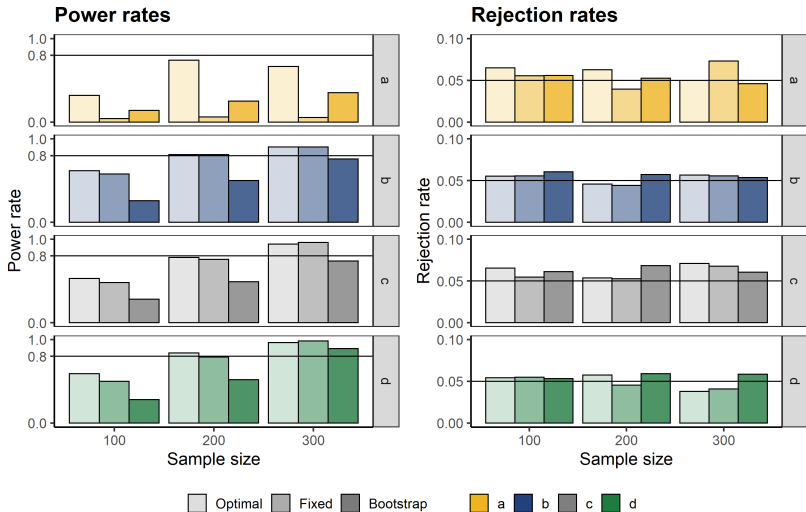 Power rates
Power rate
1.0
0.8
0.0
a
1.0
0.8
0.0
b
1.0
0.8
0.0
c
1.0
0.8
0.0
d
100 200 300
Sample size
Rejection rates
Rejection rate
0.10
0.05
0.00
a
0.10
0.05
0.00
b
0.10
0.05
0.00
c
0.10
0.05
0.00
d
100 200 300
Sample size
Optimal Fixed Bootstrap a b c d